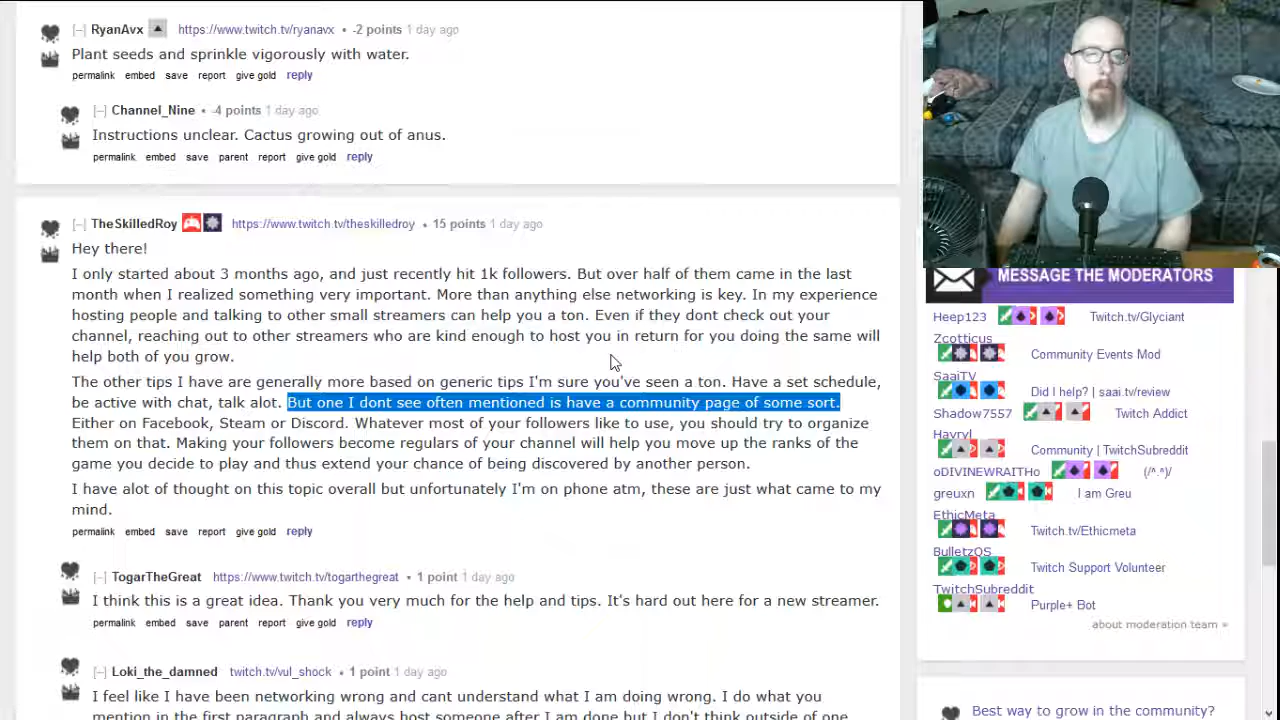 [–] RyanAvx https://www.twitch.tv/ryanavx • -2 points 1 day ago
Plant seeds and sprinkle vigorously with water.
permalink embed save report give gold reply
[–] Channel_Nine • -4 points 1 day ago
Instructions unclear. Cactus growing out of anus.
permalink embed save parent report give gold reply
[–] TheSkilledRoy https://www.twitch.tv/theskilledroy • 15 points 1 day ago
Hey there!
I only started about 3 months ago, and just recently hit 1k followers. But over half of them came in the last
month when I realized something very important. More than anything else networking is key. In my experience
hosting people and talking to other small streamers can help you a ton. Even if they dont check out your
channel, reaching out to other streamers who are kind enough to host you in return for you doing the same will
help both of you grow.
The other tips I have are generally more based on generic tips I'm sure you've seen a ton. Have a set schedule,
be active with chat, talk alot. But one I dont see often mentioned is have a community page of some sort.
Either on Facebook, Steam or Discord. Whatever most of your followers like to use, you should try to organize
them on that. Making your followers become regulars of your channel will help you move up the ranks of the
game you decide to play and thus extend your chance of being discovered by another person.
I have alot of thought on this topic overall but unfortunately I'm on phone atm, these are just what came to my
mind.
permalink embed save report give gold reply
[–] TogarTheGreat https://www.twitch.tv/togarthegreat • 1 point 1 day ago
I think this is a great idea. Thank you very much for the help and tips. It's hard out here for a new streamer.
permalink embed save parent report give gold reply
[–] Loki_the_damned twitch.tv/vul_shock • 1 point 1 day ago
I feel like I have been networking wrong and cant understand what I am doing wrong. I do what you
mention in the first paragraph and always host someone after I am done but I don't think outside of one
MESSAGE THE MODERATORS
Heep123 Twitch.tv/Glyciant
Zcotticus Community Events Mod
SaaiTV Did I help? | saai.tv/review
Shadow7557 Twitch Addict
Havryl Community | TwitchSubreddit
oDIVINEWRAITHo (/^.^)/
greuxn I am Greu
EthicMeta Twitch.tv/Ethicmeta
BulletzOS Twitch Support Volunteer
TwitchSubreddit Purple+ Bot
about moderation team »
Best way to grow in the community?